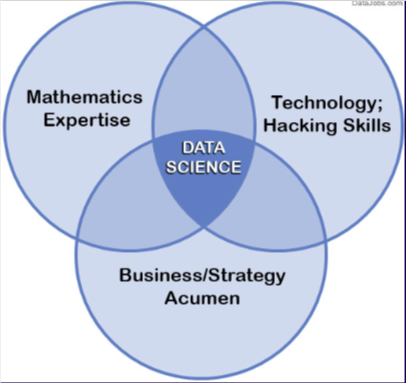 DataJobs.com
Mathematics
Expertise
Technology;
Hacking Skills
DATA
SCIENCE
Business/Strategy
Acumen